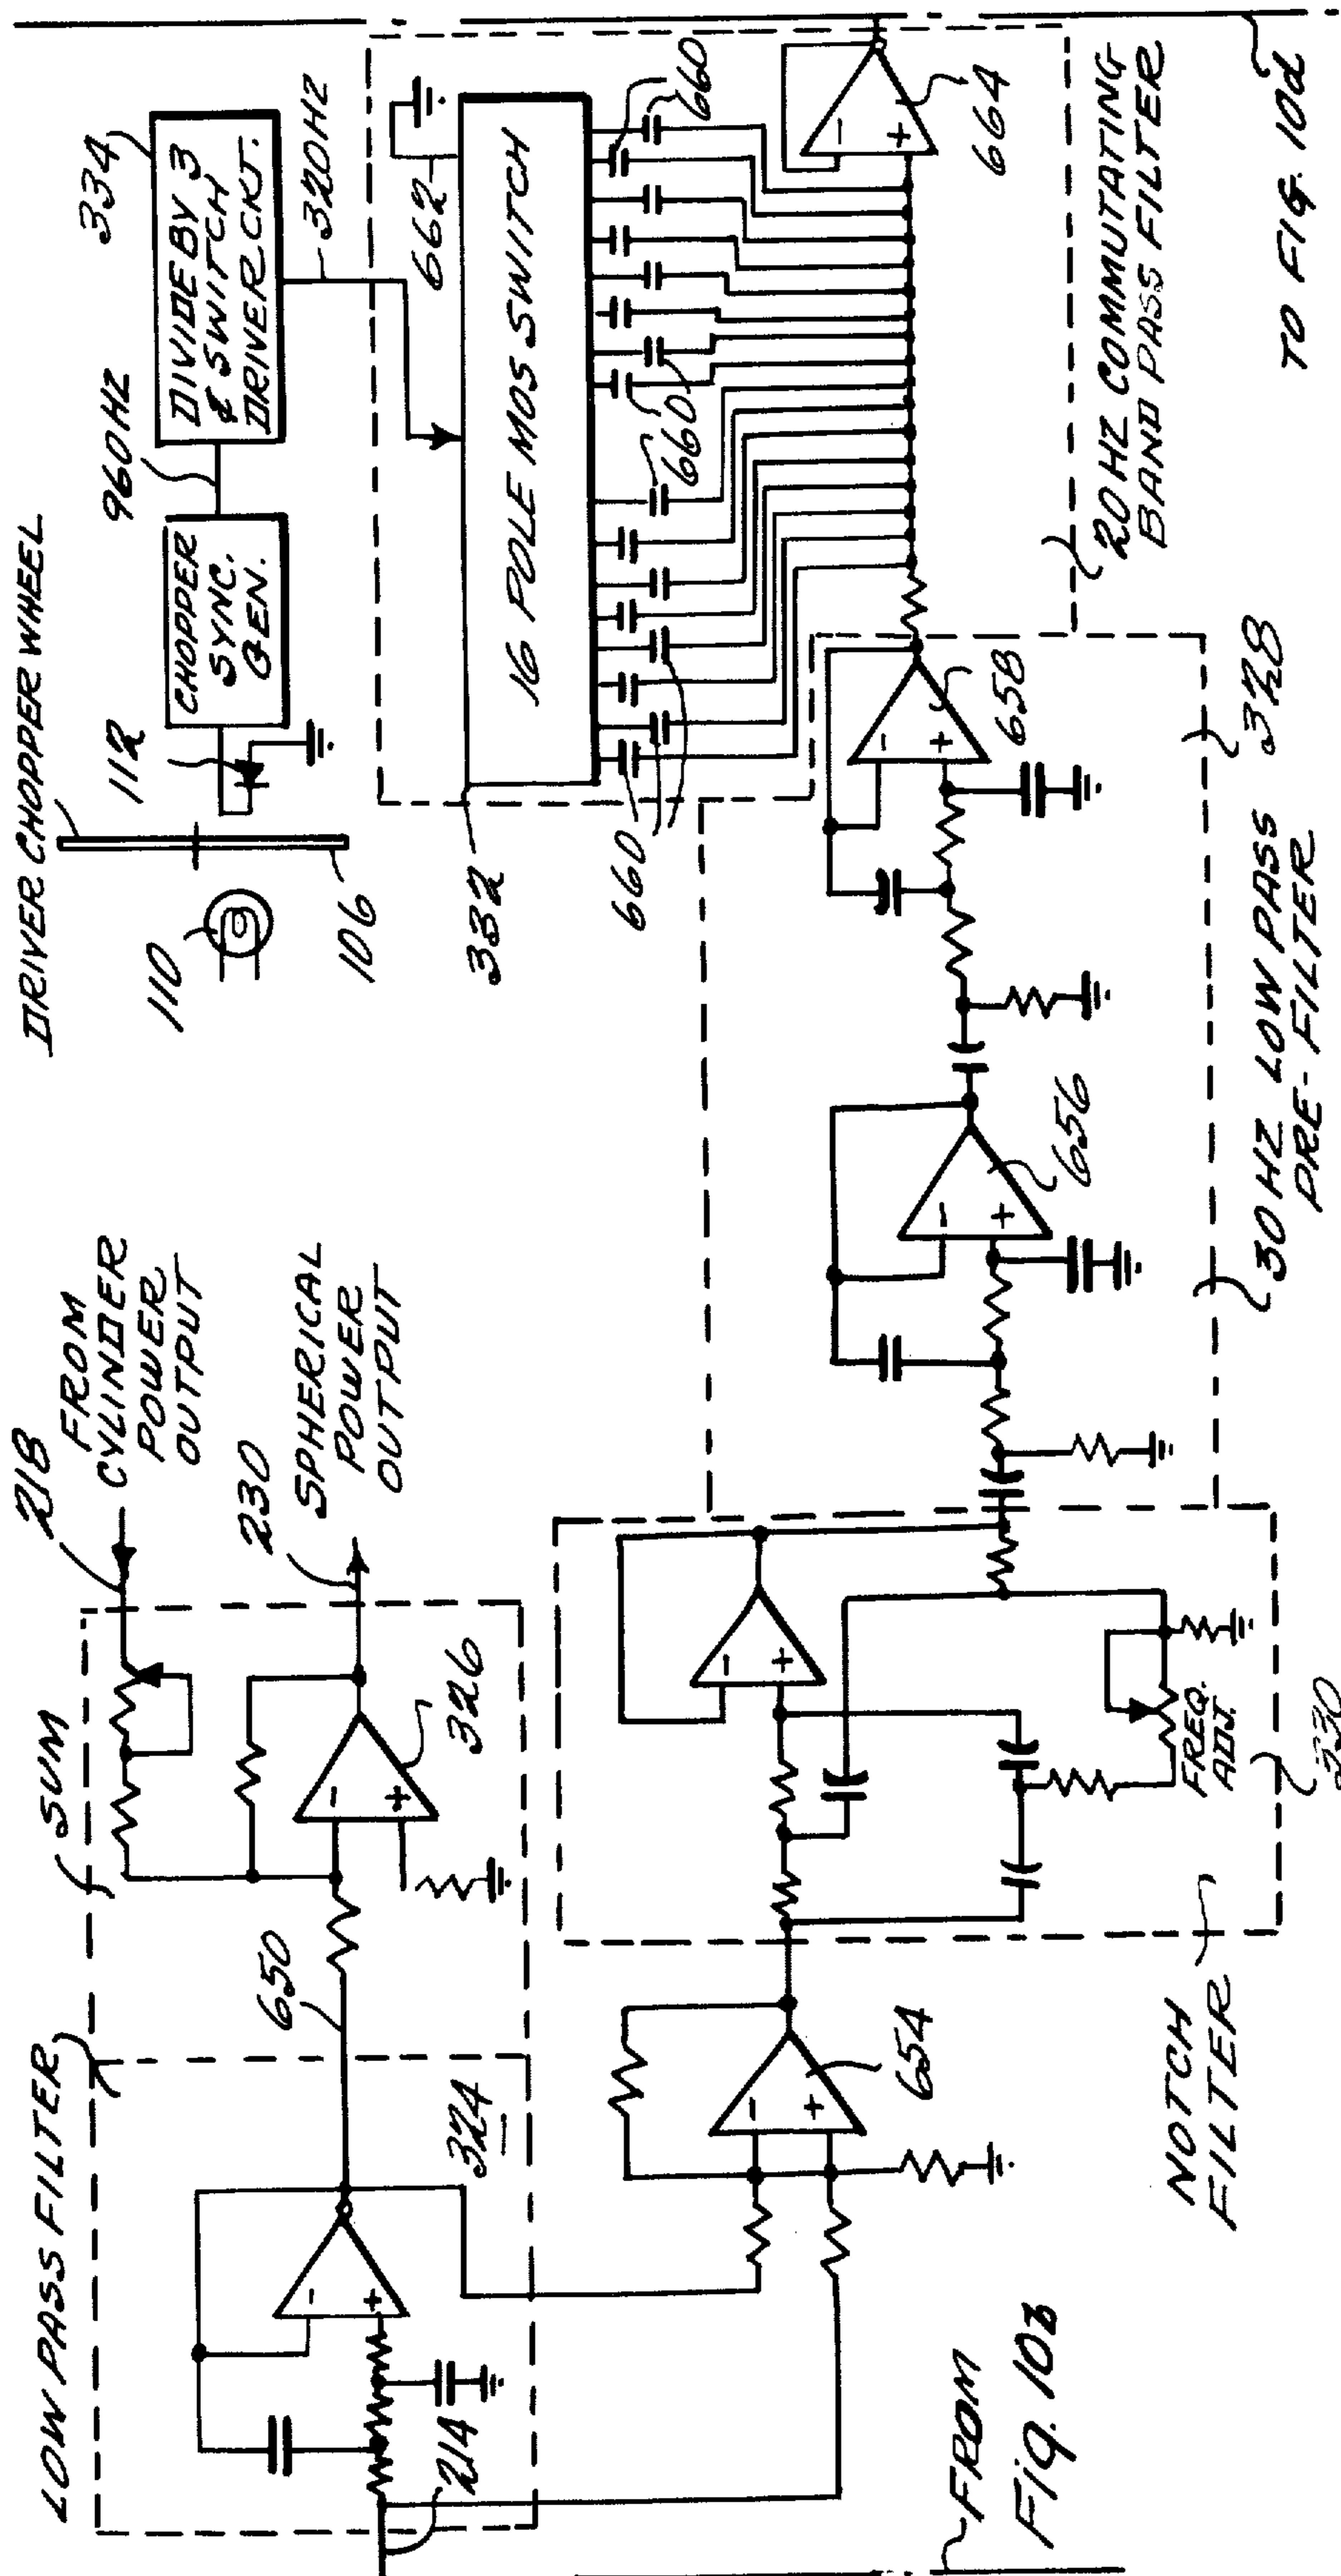 LOW PASS FILTER
SUM
218
FROM
CYLINDER
POWER
OUTPUT
650
230
SPHERICAL
POWER
OUTPUT
326
324
214
DRIVER CHOPPER WHEEL
110
106
112
CHOPPER
SYNC.
GEN.
960HZ
DIVIDE BY 3
& SWITCH
DRIVER CKT.
334
320HZ
332
662
16 POLE MOS SWITCH
660
660
660
660
664
20 HZ COMMUTATING
BAND PASS FILTER
654
NOTCH
FILTER
FREQ.
ADJ.
330
656
658
328
30 HZ LOW PASS
PRE-FILTER
FROM
Fig. 10b
TO FIG. 10d
- +
- +
- +
- +
- +
- +
- +